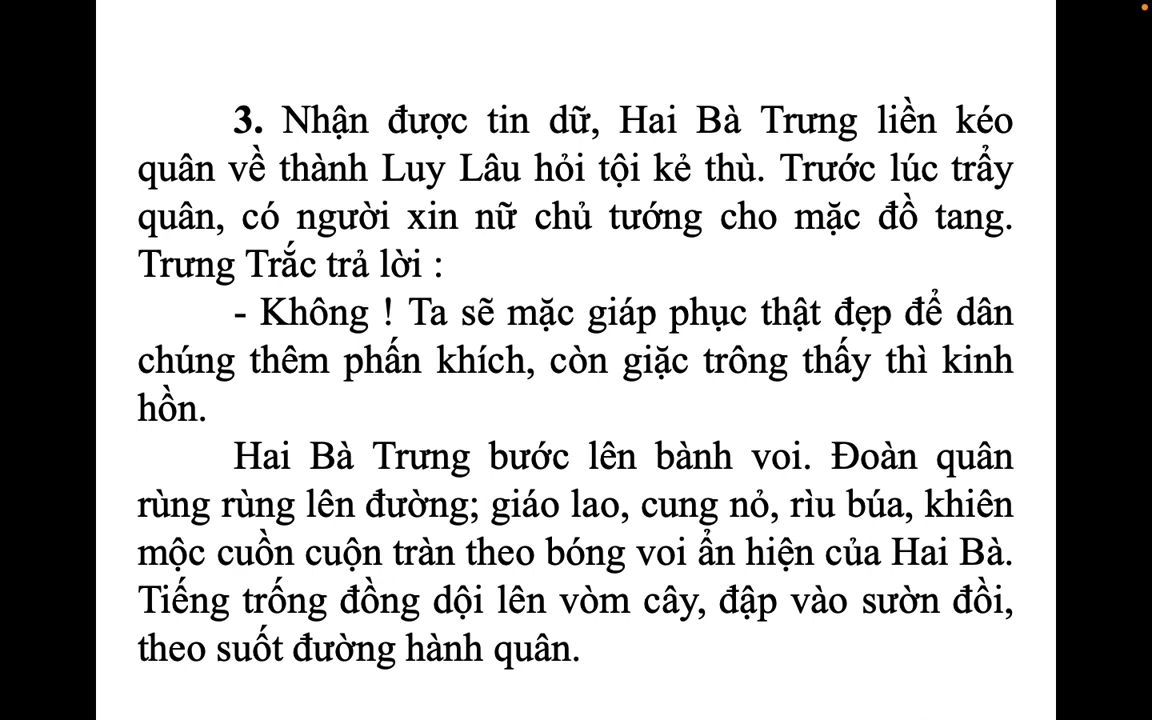 3. Nhận được tin dữ, Hai Bà Trưng liền kéo
quân về thành Luy Lâu hỏi tội kẻ thù. Trước lúc trẩy
quân, có người xin nữ chủ tướng cho mặc đồ tang.
Trưng Trắc trả lời :
- Không ! Ta sẽ mặc giáp phục thật đẹp để dân
chúng thêm phấn khích, còn giặc trông thấy thì kinh
hồn.
Hai Bà Trưng bước lên bành voi. Đoàn quân
rùng rùng lên đường; giáo lao, cung nỏ, rìu búa, khiên
mộc cuồn cuộn tràn theo bóng voi ẩn hiện của Hai Bà.
Tiếng trống đồng dội lên vòm cây, đập vào sườn đồi,
theo suốt đường hành quân.